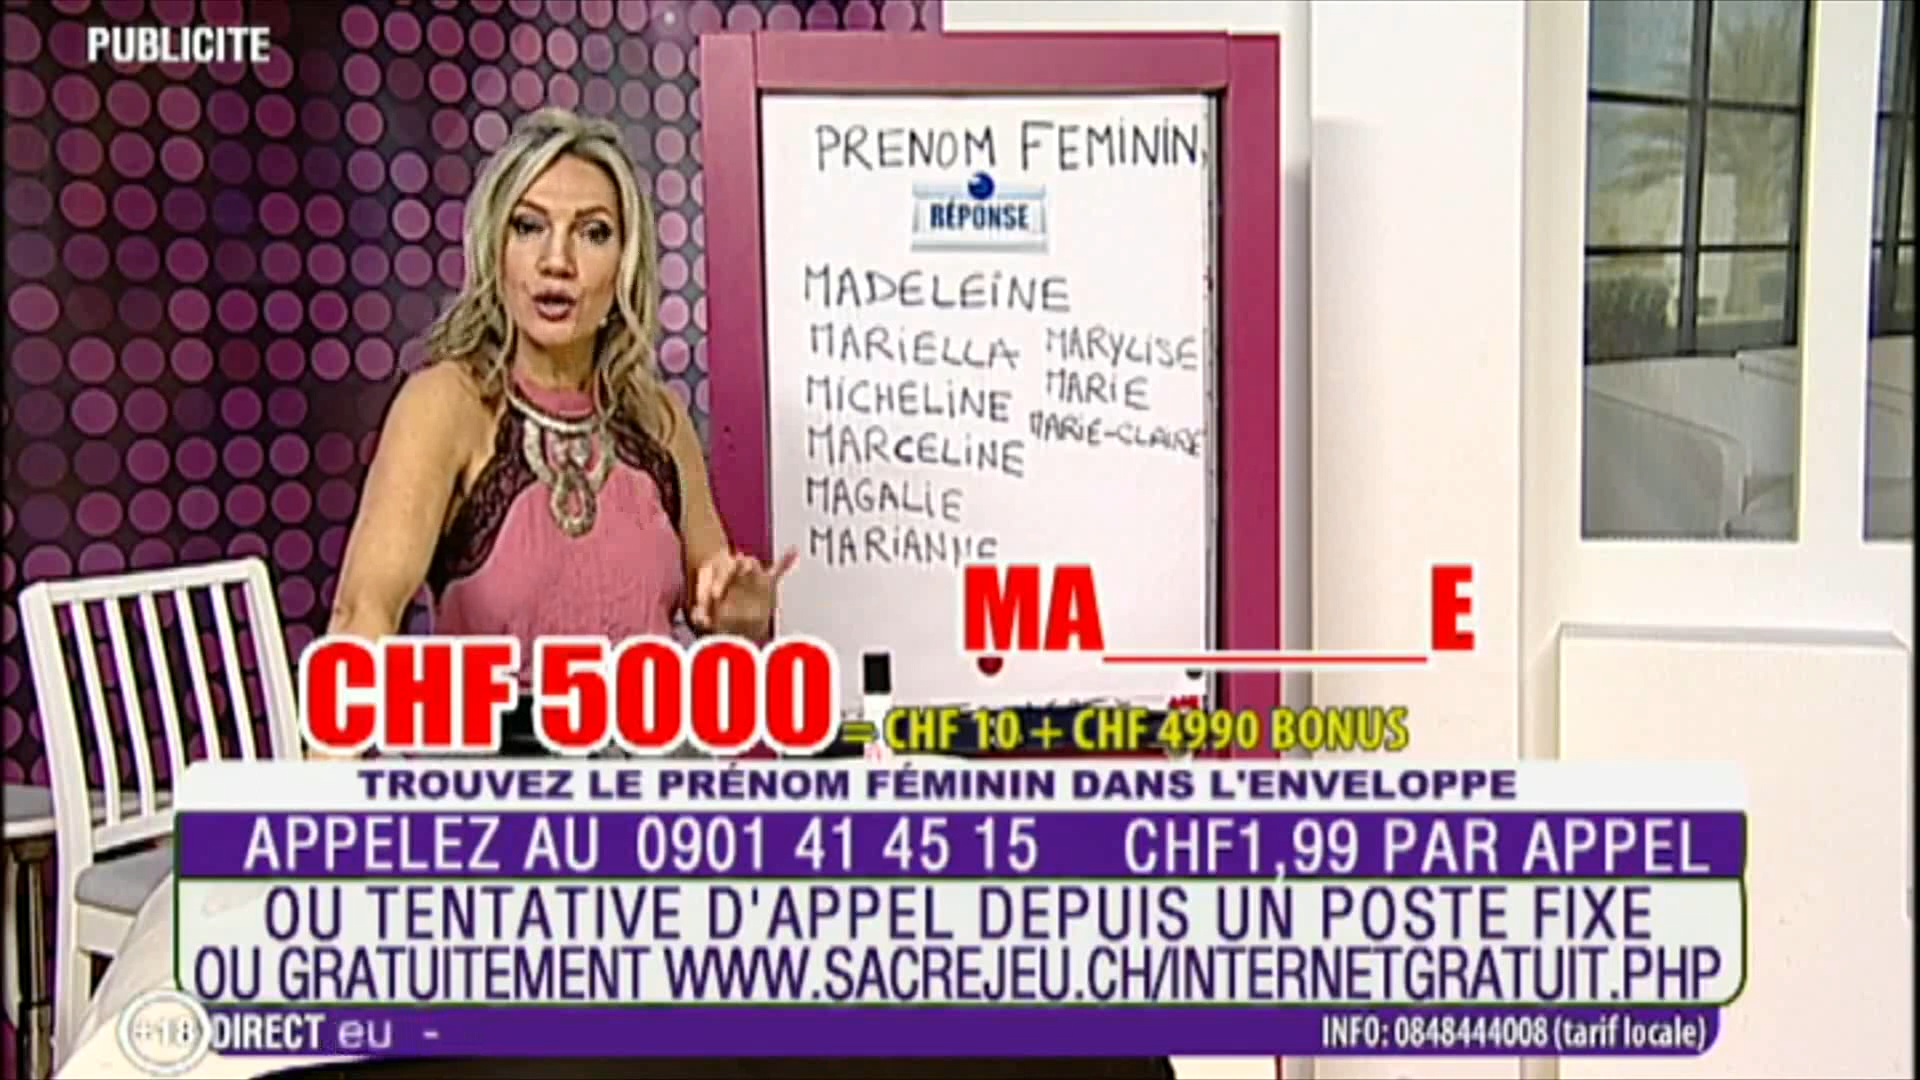 PUBLICITE
PRENOM FEMININ
RÉPONSE
MADELEINE
MARIELLA MARYLISE
MICHELINE MARIE
MARCELINE MARIE-CLAIRE
MAGALIE
MARIANNE
MA______E
CHF 5000 = CHF 10 + CHF 4990 BONUS
TROUVEZ LE PRÉNOM FÉMININ DANS L'ENVELOPPE
APPELEZ AU 0901 41 45 15 CHF1,99 PAR APPEL
OU TENTATIVE D'APPEL DEPUIS UN POSTE FIXE
OU GRATUITEMENT WWW.SACREJEU.CH/INTERNETGRATUIT.PHP
+18 DIRECT eu - INFO: 0848444008 (tarif locale)